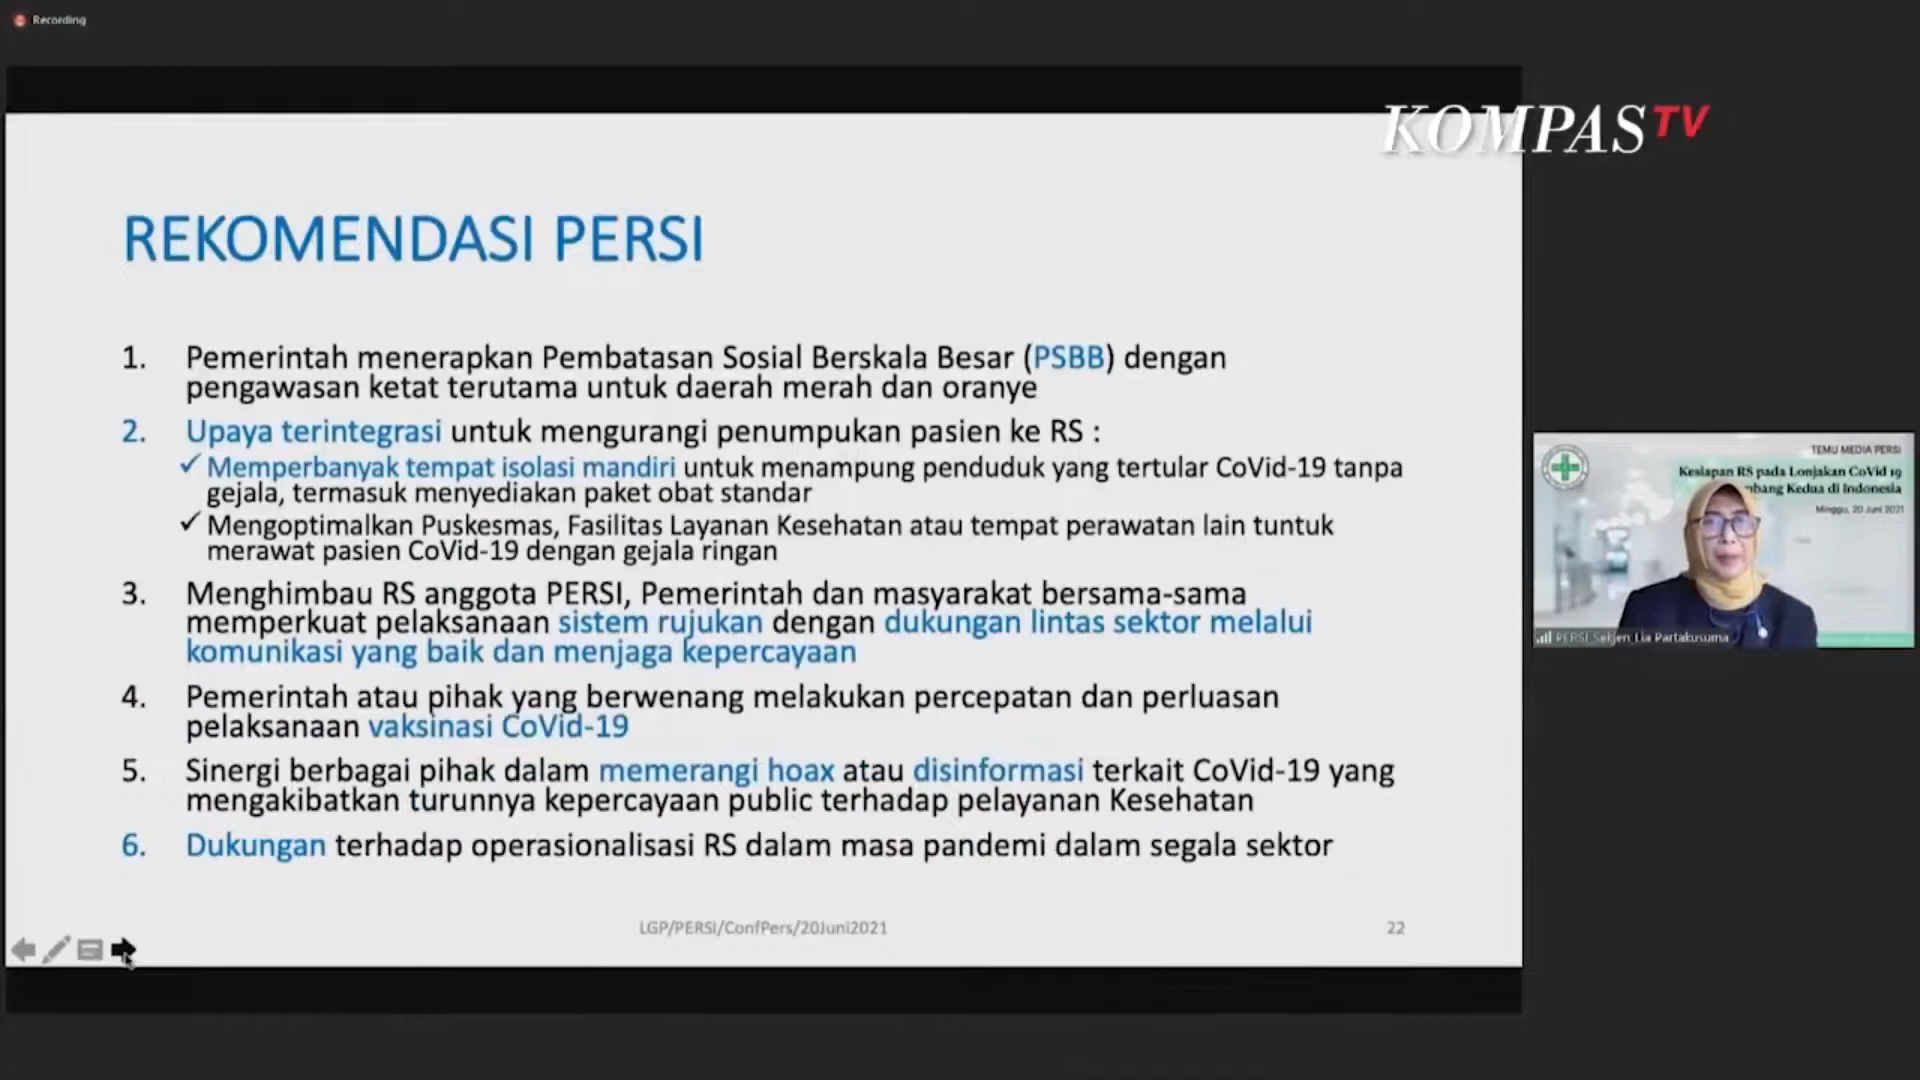 Recording
KOMPAS TV
REKOMENDASI PERSI
1. Pemerintah menerapkan Pembatasan Sosial Berskala Besar (PSBB) dengan
pengawasan ketat terutama untuk daerah merah dan oranye
2. Upaya terintegrasi untuk mengurangi penumpukan pasien ke RS :
✓ Memperbanyak tempat isolasi mandiri untuk menampung penduduk yang tertular CoVid-19 tanpa
gejala, termasuk menyediakan paket obat standar
✓ Mengoptimalkan Puskesmas, Fasilitas Layanan Kesehatan atau tempat perawatan lain tuntuk
merawat pasien CoVid-19 dengan gejala ringan
3. Menghimbau RS anggota PERSI, Pemerintah dan masyarakat bersama-sama
memperkuat pelaksanaan sistem rujukan dengan dukungan lintas sektor melalui
komunikasi yang baik dan menjaga kepercayaan
4. Pemerintah atau pihak yang berwenang melakukan percepatan dan perluasan
pelaksanaan vaksinasi CoVid-19
5. Sinergi berbagai pihak dalam memerangi hoax atau disinformasi terkait CoVid-19 yang
mengakibatkan turunnya kepercayaan public terhadap pelayanan Kesehatan
6. Dukungan terhadap operasionalisasi RS dalam masa pandemi dalam segala sektor
LGP/PERSI/ConfPers/20Juni2021
22
TEMU MEDIA PERSI
Kesiapan RS pada Lonjakan CoVid 19
mbang Kedua di Indonesia
Minggu, 20 Juni 2021
PERSI_Sekjen_Lia Partakusuma